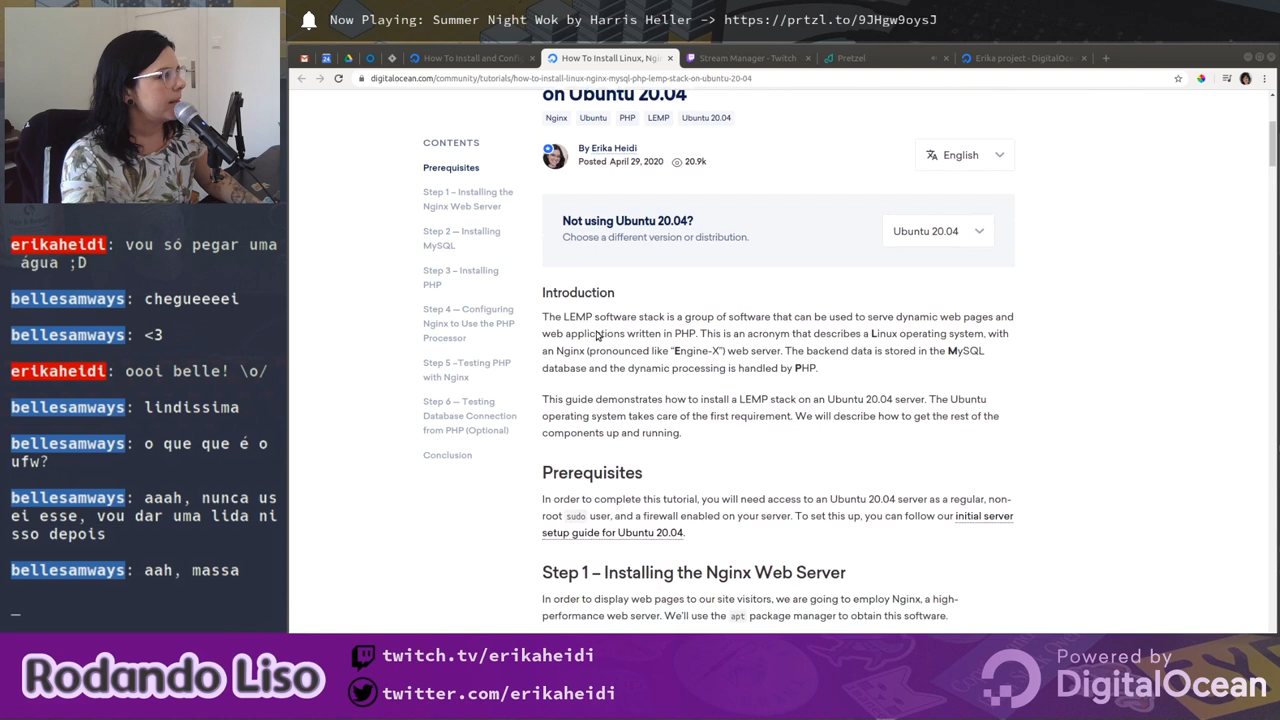 Now Playing: Summer Night Wok by Harris Heller -> https://prtzl.to/9JHgw9oysJ
How To Install and Config
How To Install Linux, Ngi
Stream Manager - Twitch
Pretzel
Erika project - DigitalOce
digitalocean.com/community/tutorials/how-to-install-linux-nginx-mysql-php-lemp-stack-on-ubuntu-20-04
on Ubuntu 20.04
Nginx Ubuntu PHP LEMP Ubuntu 20.04
By Erika Heidi
Posted April 29, 2020 20.9k
English
CONTENTS
Prerequisites
Step 1 – Installing the
Nginx Web Server
Step 2 — Installing
MySQL
Step 3 – Installing
PHP
Step 4 — Configuring
Nginx to Use the PHP
Processor
Step 5 –Testing PHP
with Nginx
Step 6 — Testing
Database Connection
from PHP (Optional)
Conclusion
Not using Ubuntu 20.04?
Choose a different version or distribution.
Ubuntu 20.04
Introduction
The LEMP software stack is a group of software that can be used to serve dynamic web pages and
web applications written in PHP. This is an acronym that describes a Linux operating system, with
an Nginx (pronounced like “Engine-X”) web server. The backend data is stored in the MySQL
database and the dynamic processing is handled by PHP.
This guide demonstrates how to install a LEMP stack on an Ubuntu 20.04 server. The Ubuntu
operating system takes care of the first requirement. We will describe how to get the rest of the
components up and running.
Prerequisites
In order to complete this tutorial, you will need access to an Ubuntu 20.04 server as a regular, non-
root sudo user, and a firewall enabled on your server. To set this up, you can follow our initial server
setup guide for Ubuntu 20.04.
Step 1 – Installing the Nginx Web Server
In order to display web pages to our site visitors, we are going to employ Nginx, a high-
performance web server. We’ll use the apt package manager to obtain this software.
erikaheidi: vou só pegar uma
água ;D
bellesamways: chegueeeei
bellesamways: <3
erikaheidi: oooi belle! \o/
bellesamways: lindissima
bellesamways: o que que é o
ufw?
bellesamways: aaah, nunca us
ei esse, vou dar uma lida ni
sso depois
bellesamways: aah, massa
_
Rodando Liso
twitch.tv/erikaheidi
twitter.com/erikaheidi
Powered by
DigitalOcean